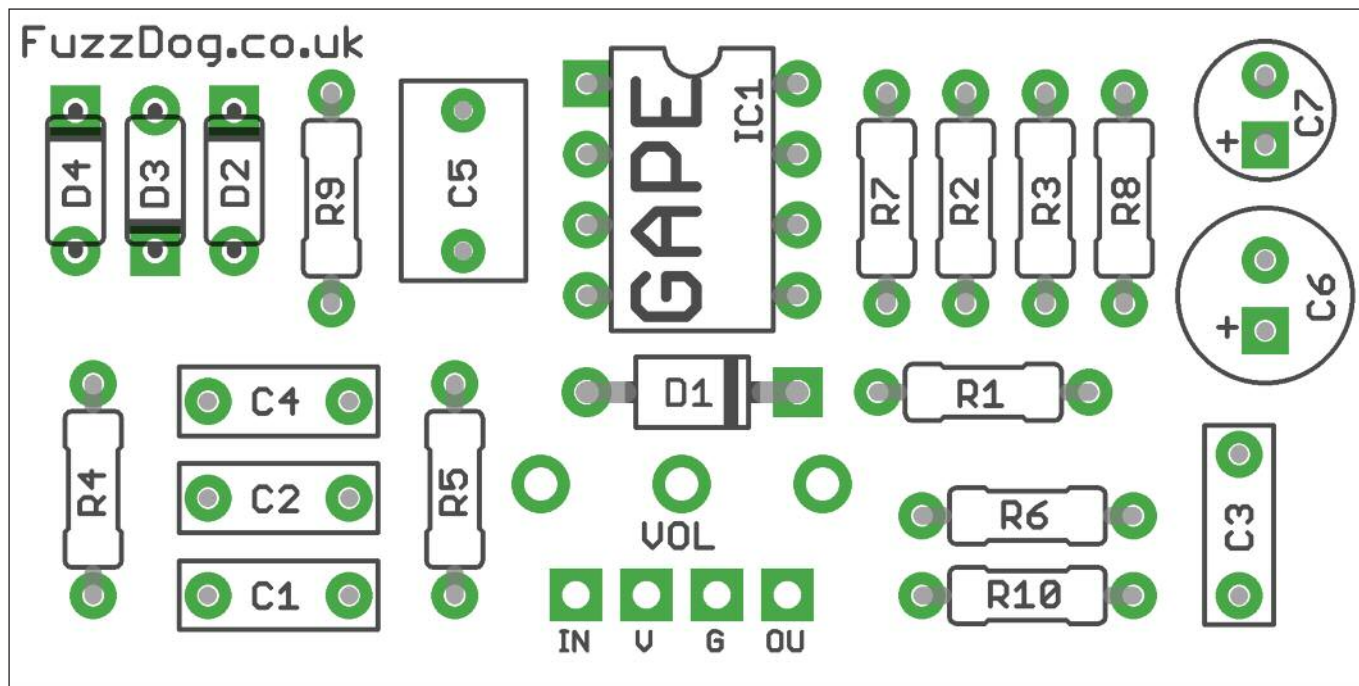 FuzzDog.co.uk
D4
D3
D2
R9
C5
GAPE
IC1
R7
R2
R3
R8
+
C7
+
C6
R4
C4
C2
C1
R5
D1
R1
VOL
R6
R10
C3
IN V G OU